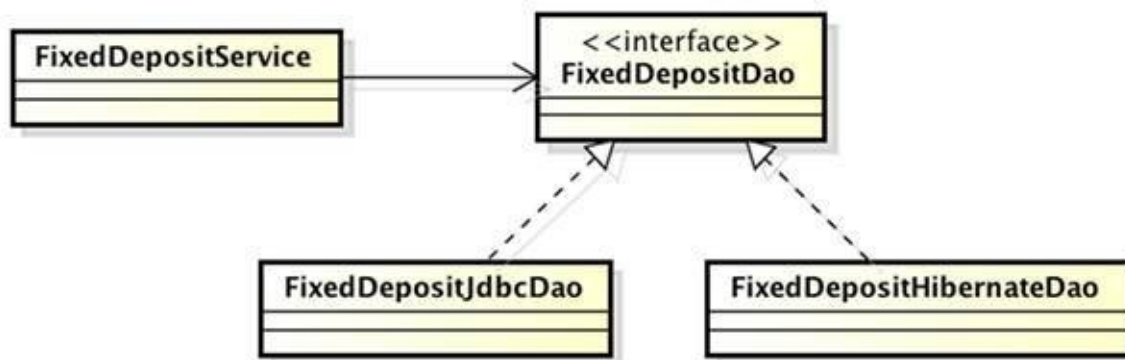 FixedDepositService
<<interface>>
FixedDepositDao
FixedDepositJdbcDao
FixedDepositHibernateDao